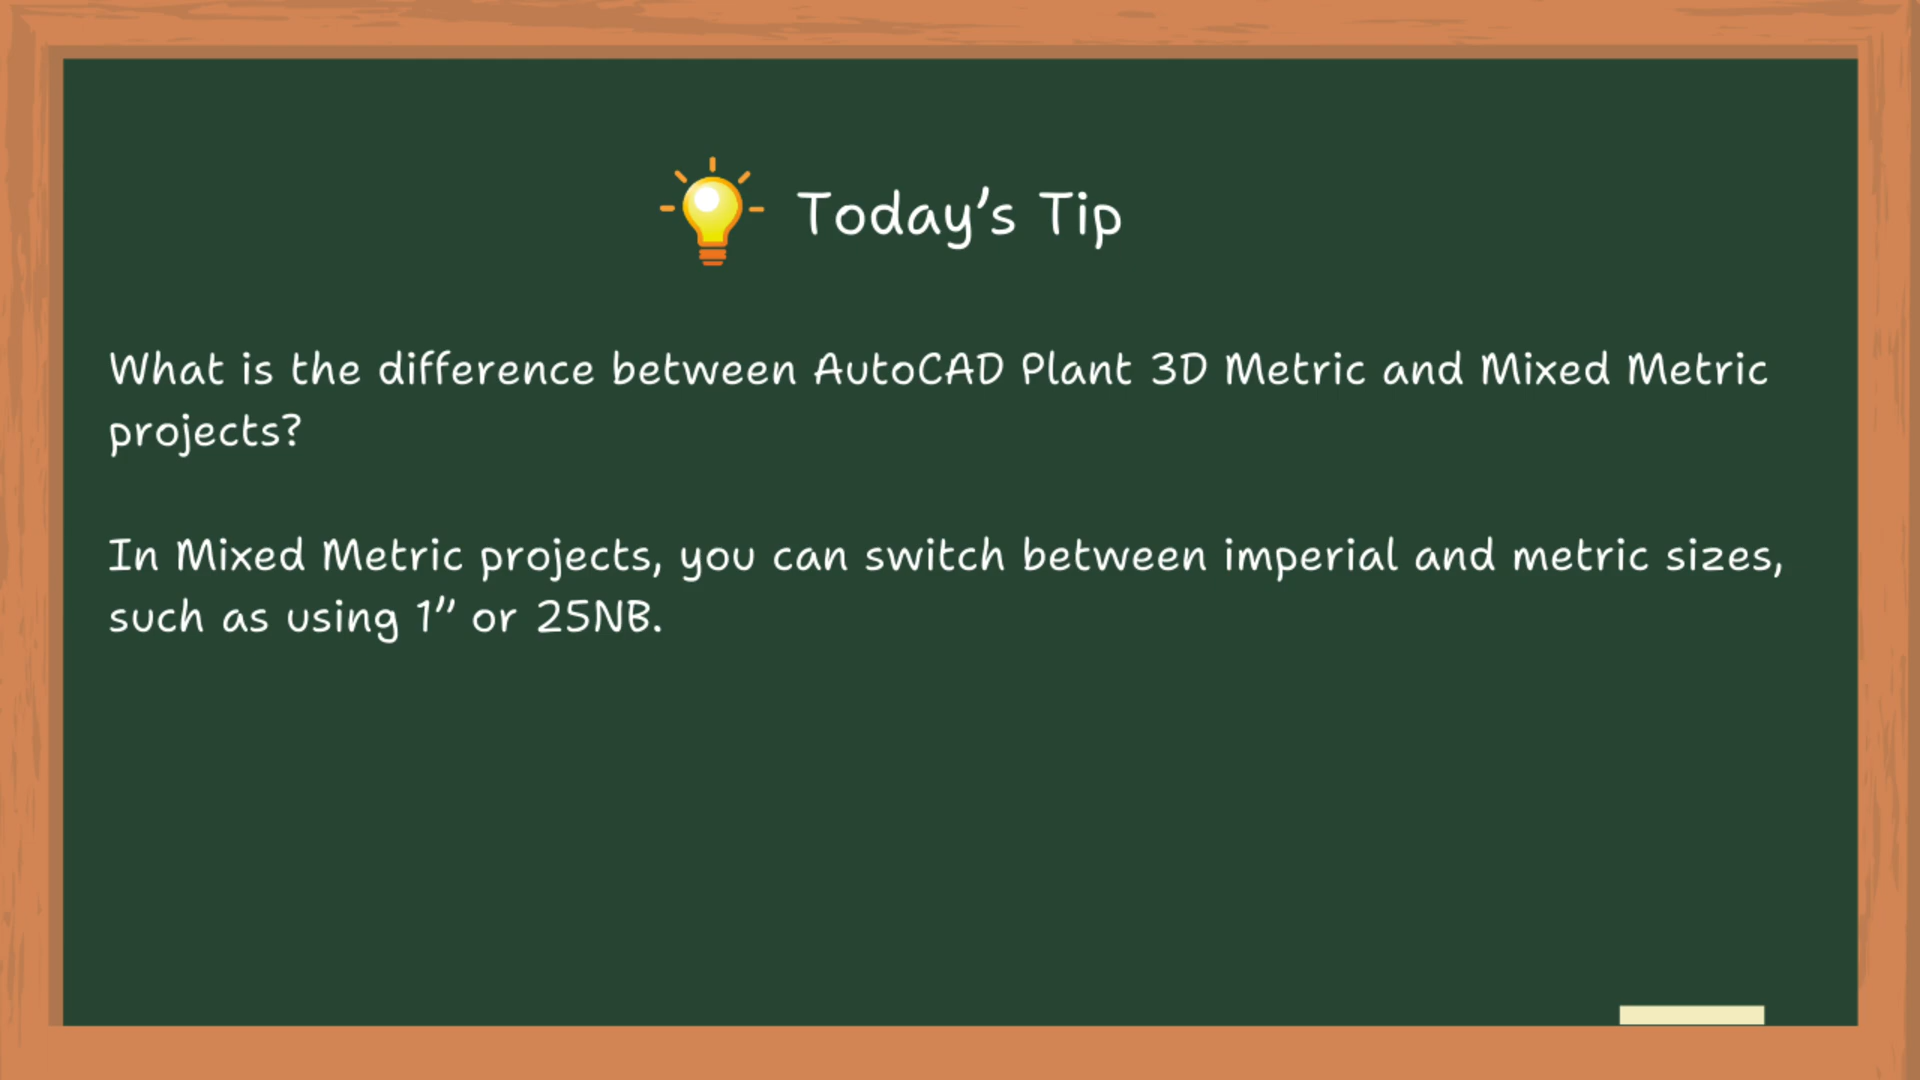 Today’s Tip
What is the difference between AutoCAD Plant 3D Metric and Mixed Metric
projects?
In Mixed Metric projects, you can switch between imperial and metric sizes,
such as using 1” or 25NB.